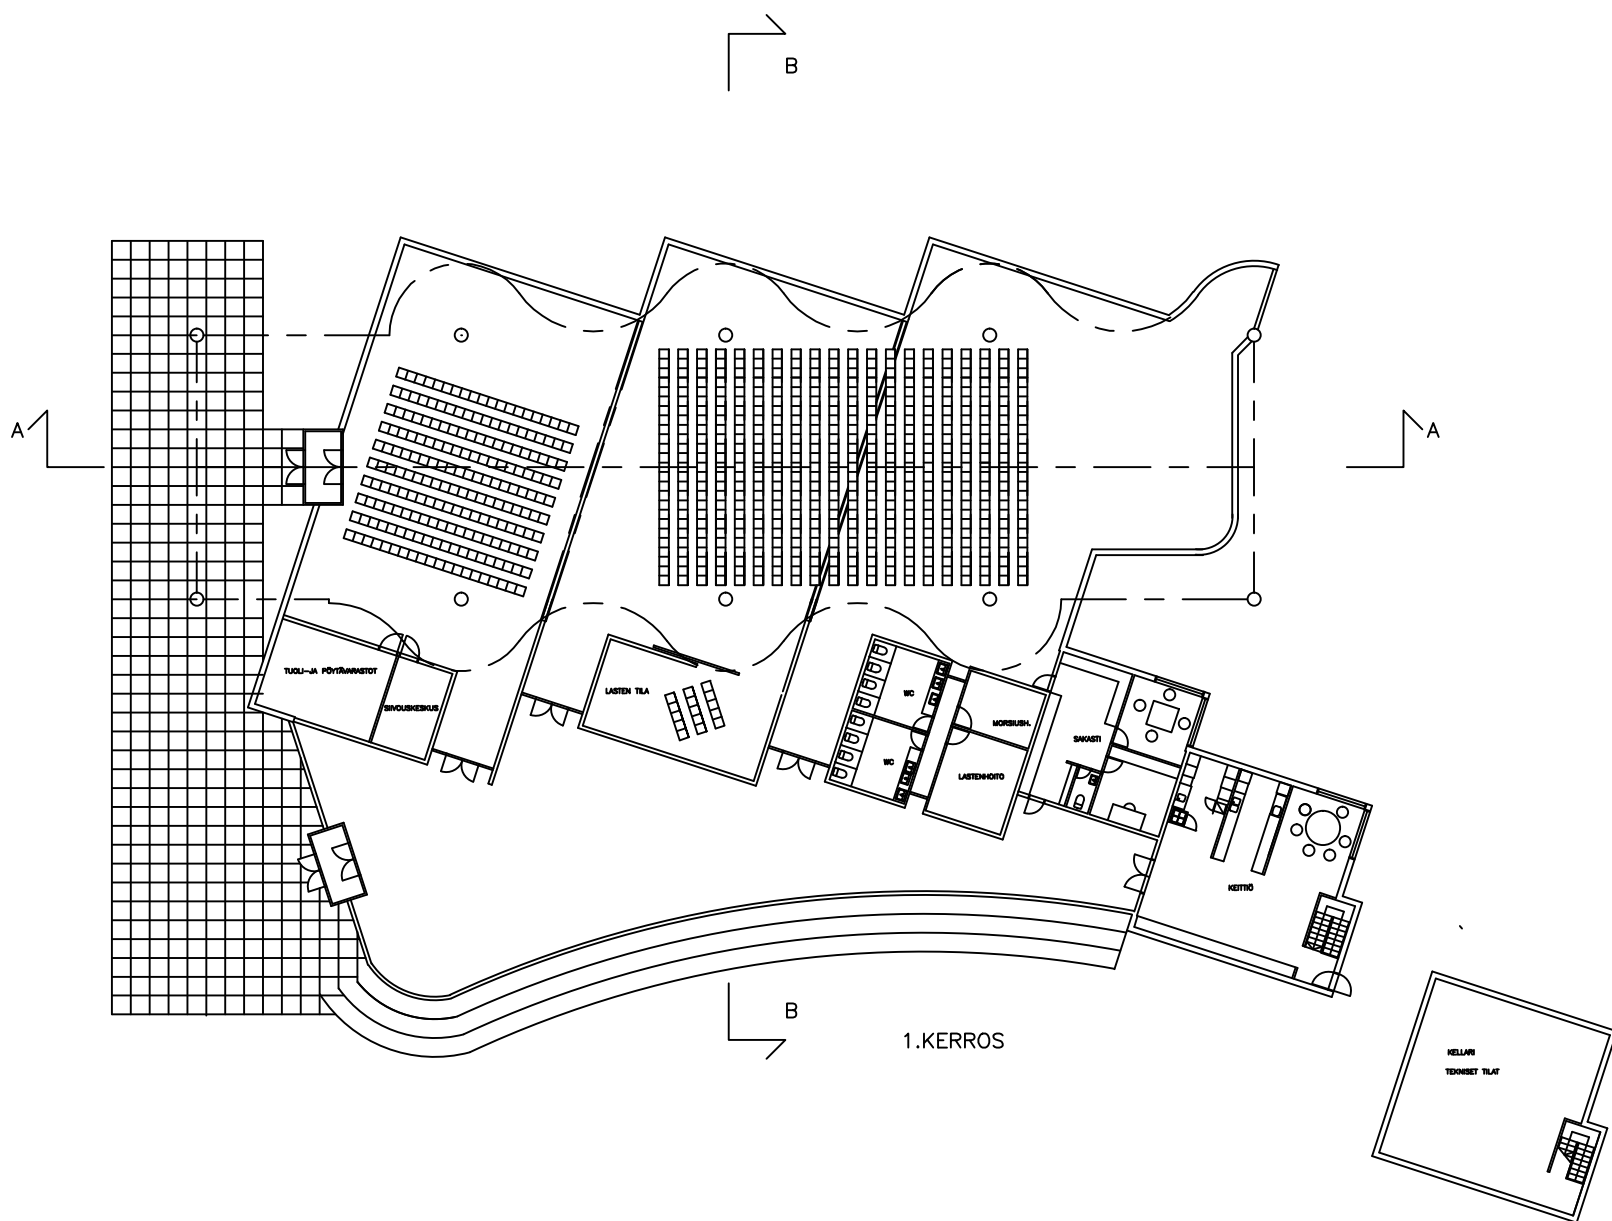 B
A
A
TUOLI-JA PÖYTÄVARASTOT
SIIVOUSKESKUS
LASTEN TILA
WC
WC
MORSIUSH.
LASTENHOITO
SAKASTI
KEITTIÖ
B
1.KERROS
KELLARI
TEKNISET TILAT